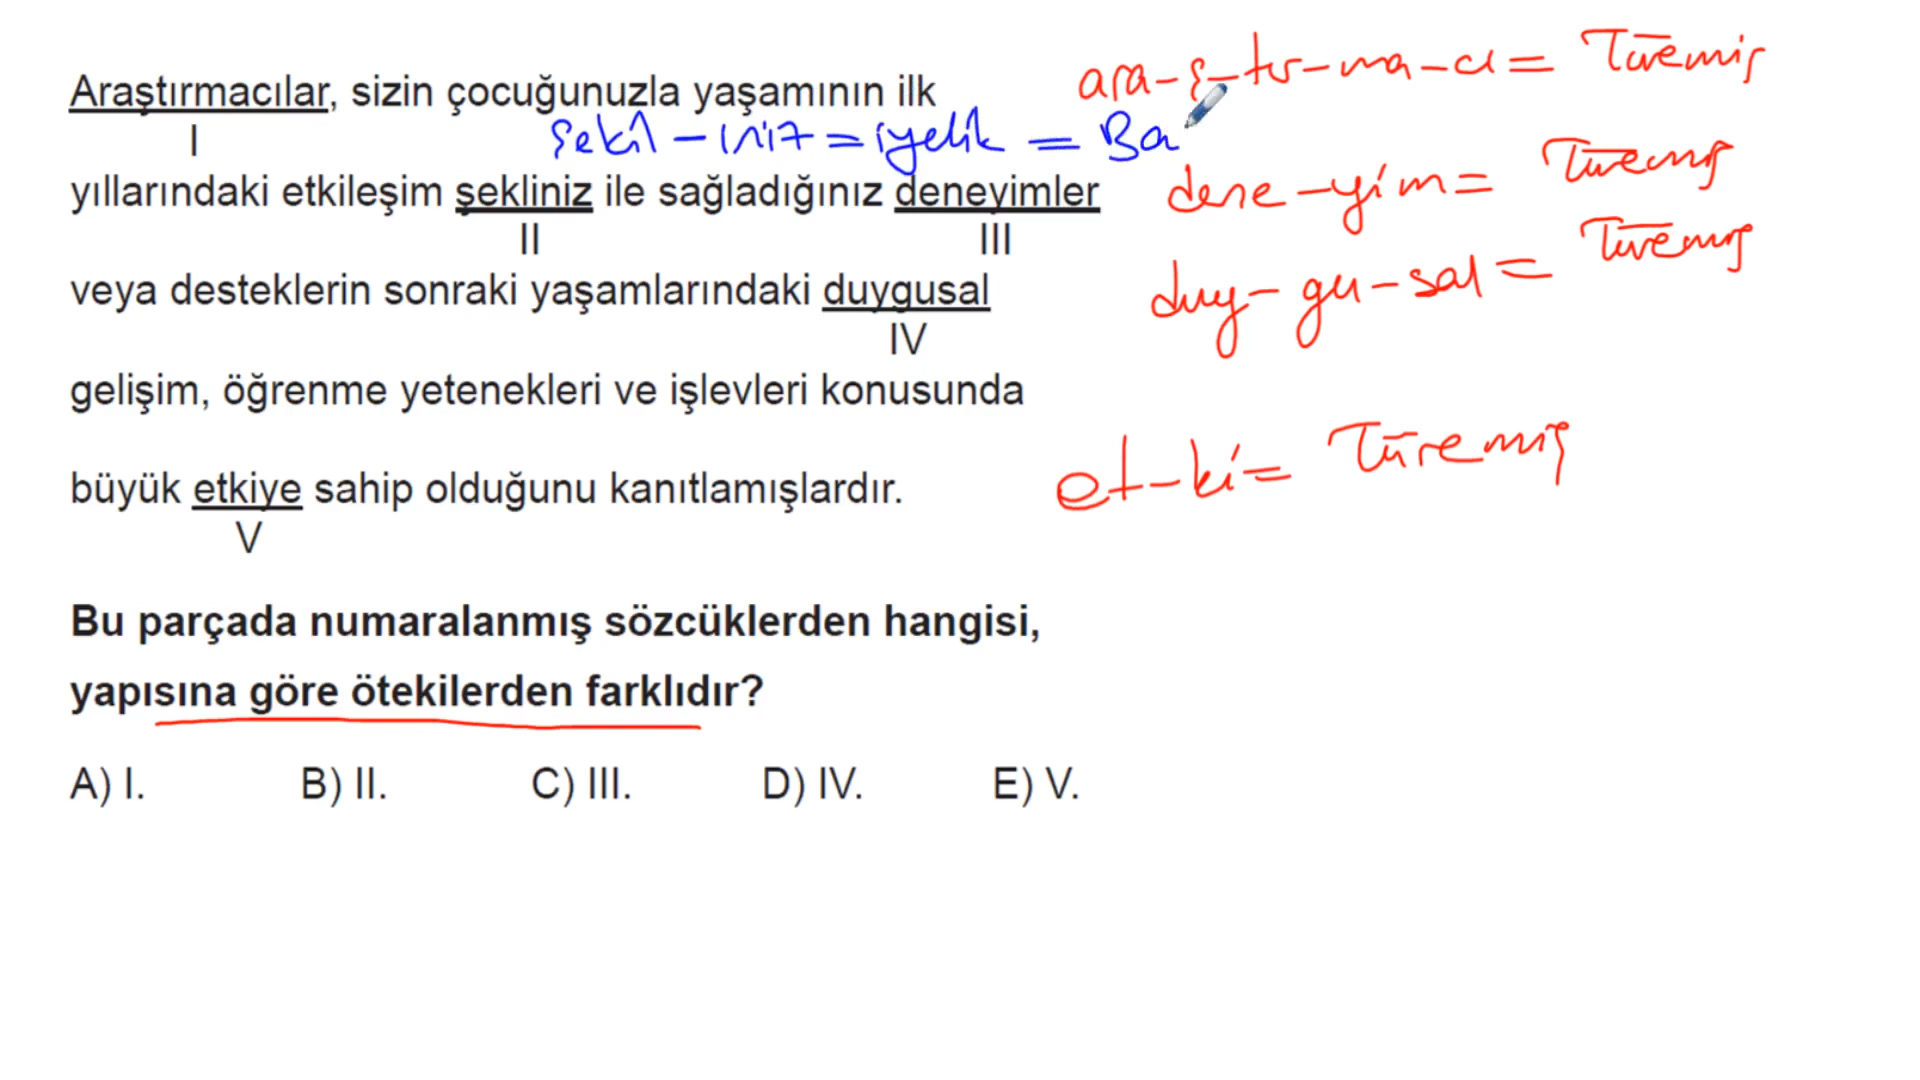 Araştırmacılar, sizin çocuğunuzla yaşamının ilk
I
yıllarındaki etkileşim şekliniz ile sağladığınız deneyimler
II III
veya desteklerin sonraki yaşamlarındaki duygusal
IV
gelişim, öğrenme yetenekleri ve işlevleri konusunda
büyük etkiye sahip olduğunu kanıtlamışlardır.
V
Bu parçada numaralanmış sözcüklerden hangisi,
yapısına göre ötekilerden farklıdır?
A) I. B) II. C) III. D) IV. E) V.
ara-ş-tır-ma-cı = Türemiş
şekil - iniz = iyelik = Ba
dene -yim = Türemiş
duy- gu-sal = Türemiş
et-ki = Türemiş